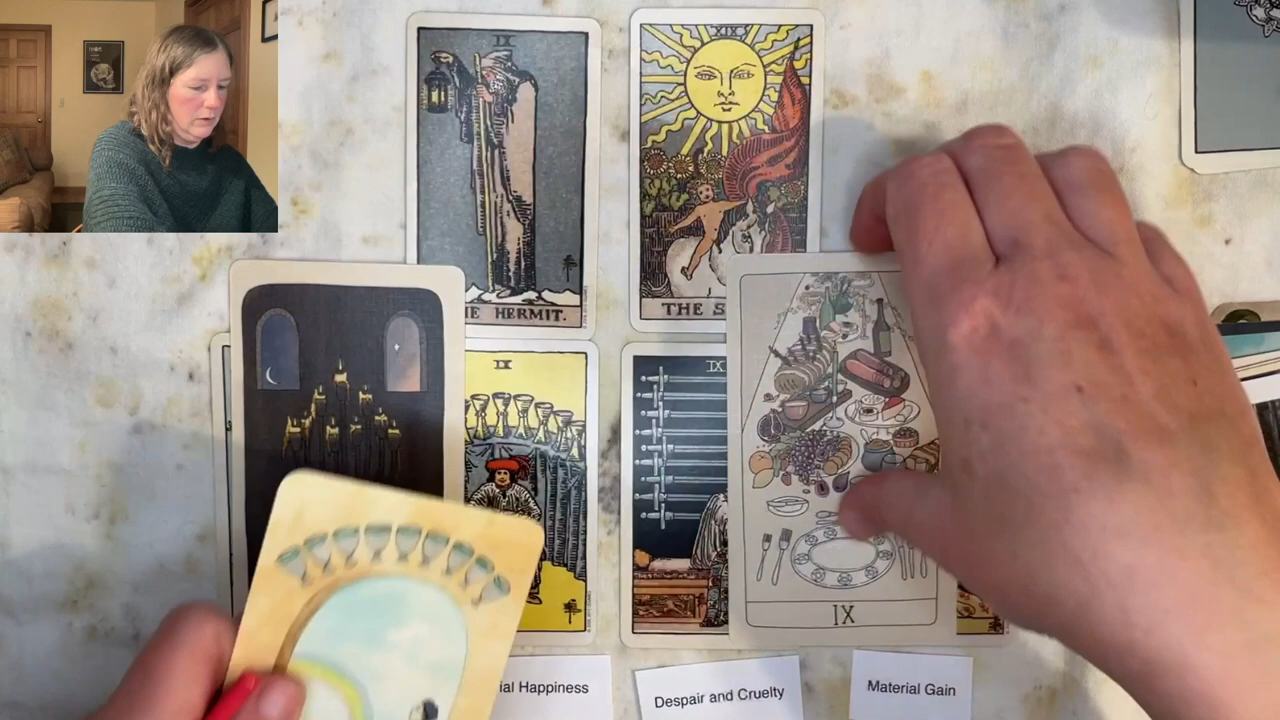 IX
XIX
THE HERMIT.
THE S
IX
IX
IX
ial Happiness
Despair and Cruelty
Material Gain